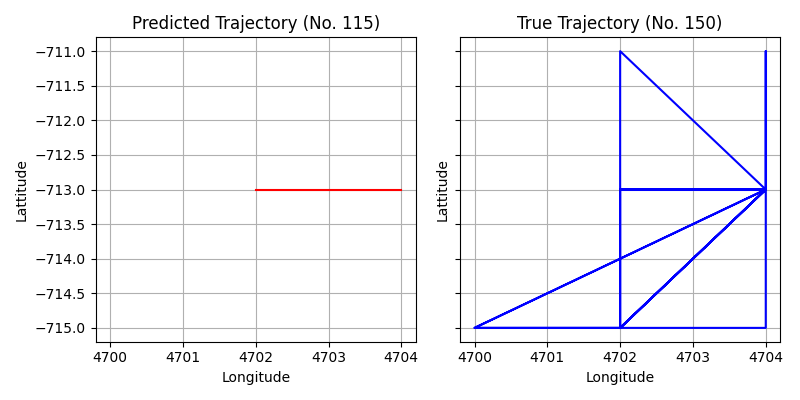 Predicted Trajectory (No. 115)
−711.0
−711.5
−712.0
−712.5
−713.0
−713.5
−714.0
−714.5
−715.0
Lattitude
4700 4701 4702 4703 4704
Longitude
True Trajectory (No. 150)
Lattitude
4700 4701 4702 4703 4704
Longitude